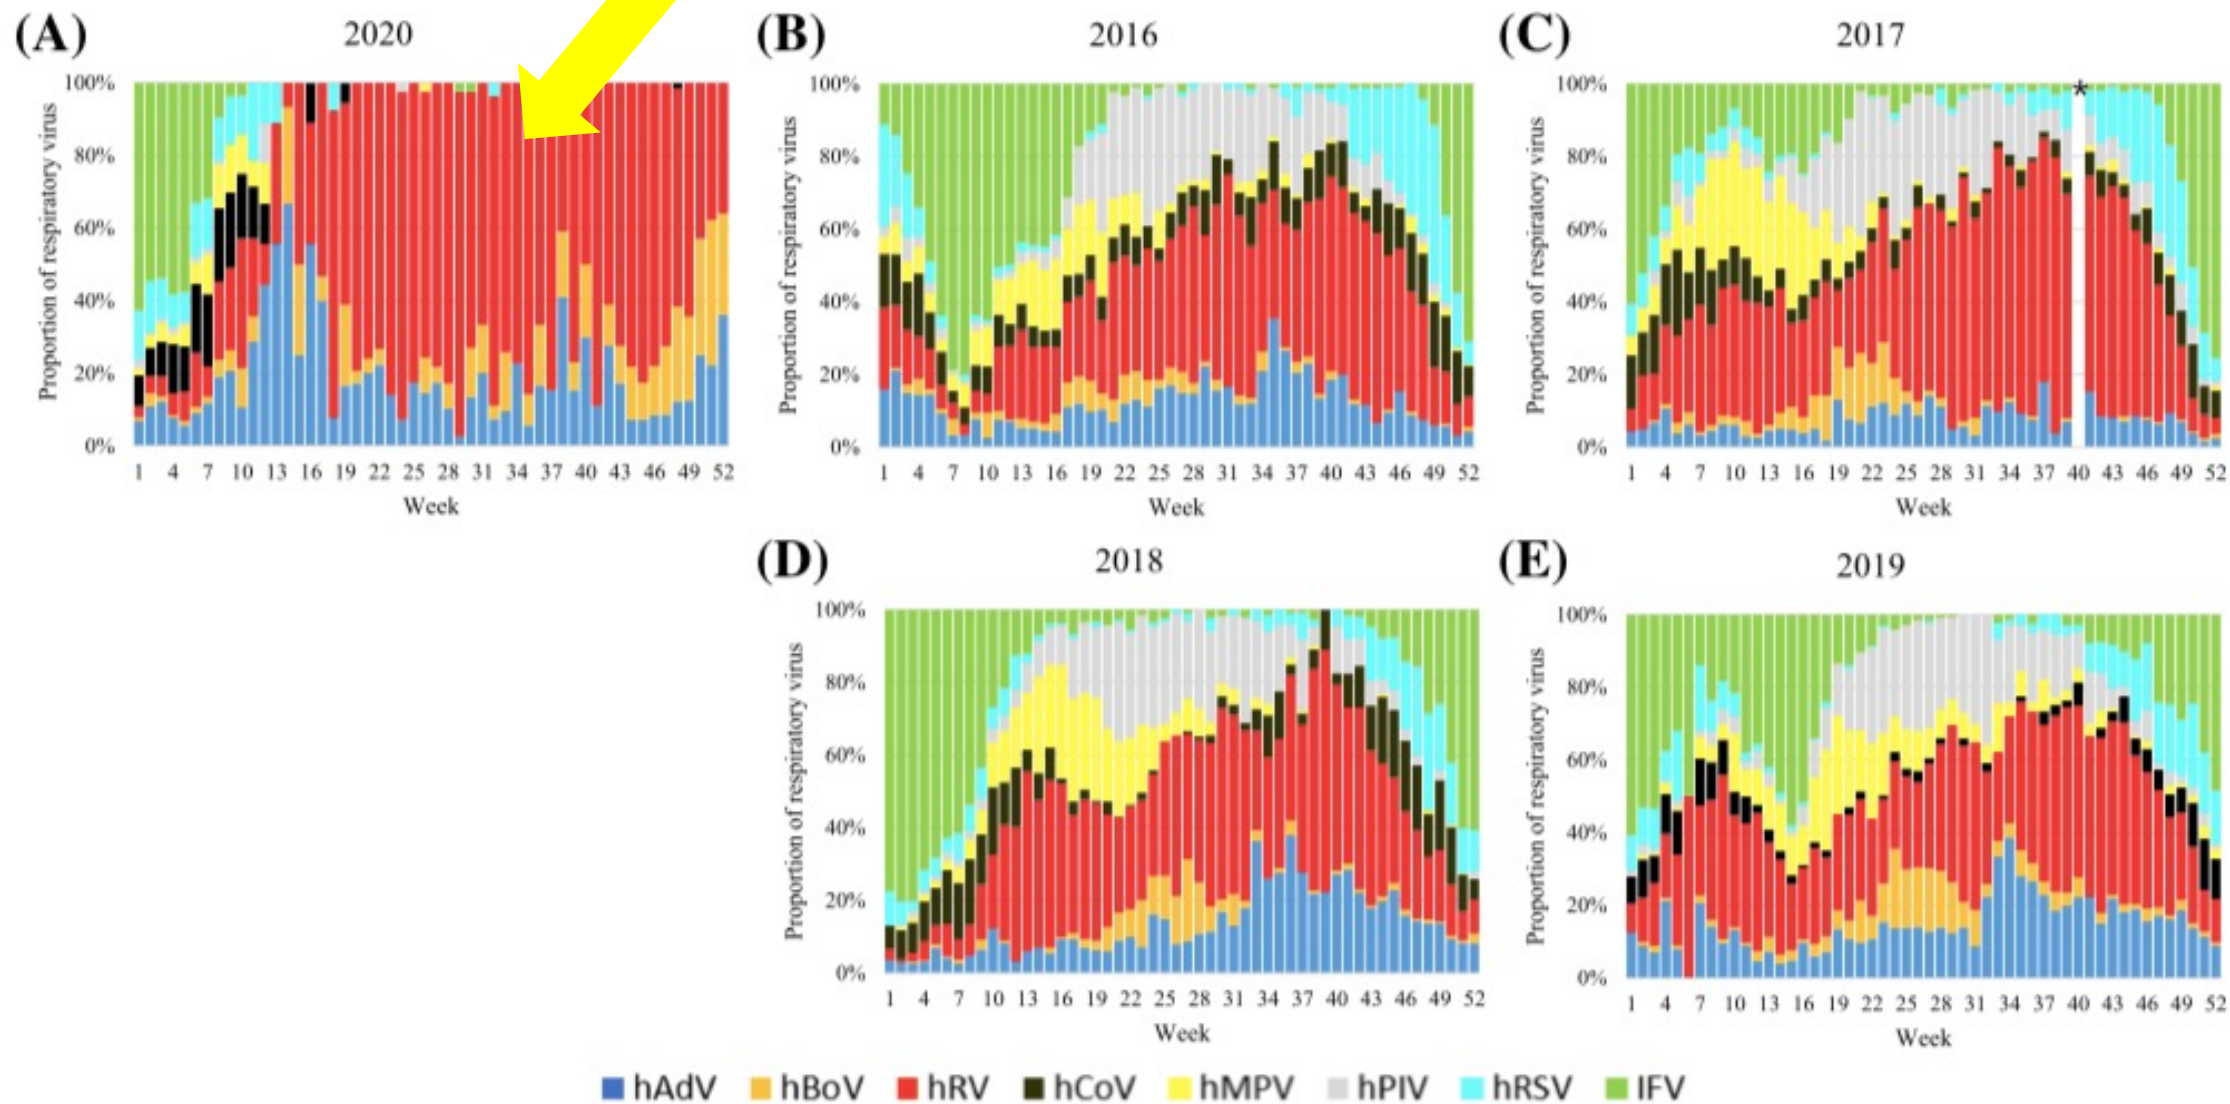 (A) 2020
100%
80%
60%
40%
20%
0%
Proportion of respiratory virus
1 4 7 10 13 16 19 22 25 28 31 34 37 40 43 46 49 52
Week
(B) 2016
100%
80%
60%
40%
20%
0%
Proportion of respiratory virus
1 4 7 10 13 16 19 22 25 28 31 34 37 40 43 46 49 52
Week
(C) 2017
*
100%
80%
60%
40%
20%
0%
Proportion of respiratory virus
1 4 7 10 13 16 19 22 25 28 31 34 37 40 43 46 49 52
Week
(D) 2018
100%
80%
60%
40%
20%
0%
Proportion of respiratory virus
1 4 7 10 13 16 19 22 25 28 31 34 37 40 43 46 49 52
Week
(E) 2019
100%
80%
60%
40%
20%
0%
Proportion of respiratory virus
1 4 7 10 13 16 19 22 25 28 31 34 37 40 43 46 49 52
Week
hAdV hBoV hRV hCoV hMPV hPIV hRSV IFV